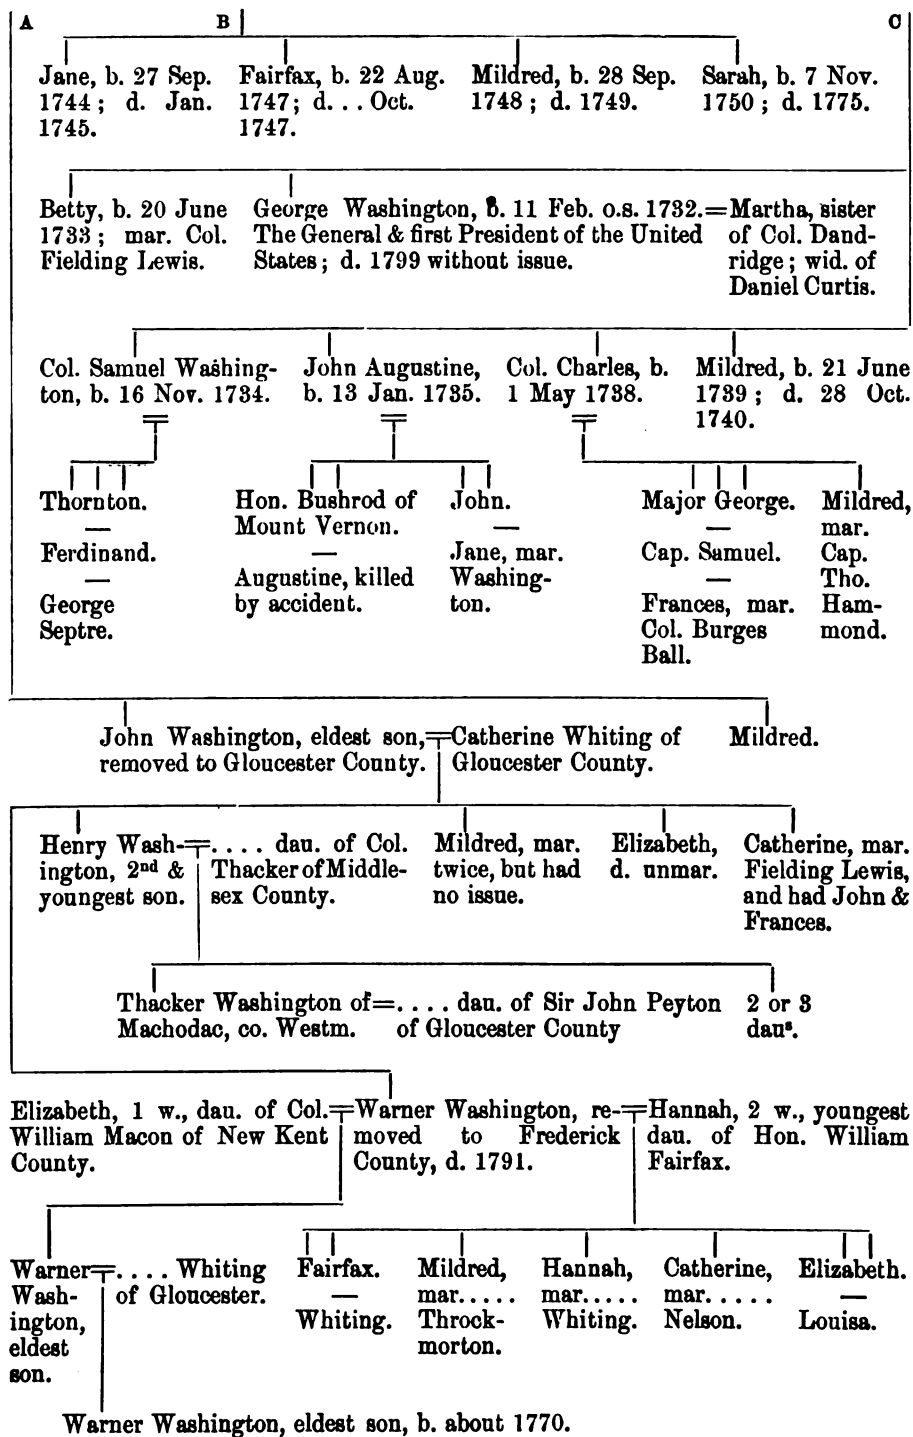 A B C
Jane, b. 27 Sep.
1744 ; d. Jan.
1745.
Fairfax, b. 22 Aug.
1747; d. . . Oct.
1747.
Mildred, b. 28 Sep.
1748 ; d. 1749.
Sarah, b. 7 Nov.
1750 ; d. 1775.
Betty, b. 20 June
1733 ; mar. Col.
Fielding Lewis.
George Washington, b. 11 Feb. o.s. 1732.=
The General & first President of the United
States ; d. 1799 without issue.
Martha, sister
of Col. Dand-
ridge ; wid. of
Daniel Curtis.
Col. Samuel Washing-
ton, b. 16 Nov. 1734.
John Augustine,
b. 13 Jan. 1735.
Col. Charles, b.
1 May 1738.
Mildred, b. 21 June
1739 ; d. 28 Oct.
1740.
Thornton.
—
Ferdinand.
—
George
Septre.
Hon. Bushrod of
Mount Vernon.
—
Augustine, killed
by accident.
John.
—
Jane, mar.
Washing-
ton.
Major George.
—
Cap. Samuel.
—
Frances, mar.
Col. Burges
Ball.
Mildred,
mar.
Cap.
Tho.
Ham-
mond.
John Washington, eldest son,=
removed to Gloucester County.
Catherine Whiting of
Gloucester County.
Mildred.
Henry Wash-=
ington, 2nd &
youngest son.
. . . . dau. of Col.
Thacker of Middle-
sex County.
Mildred, mar.
twice, but had
no issue.
Elizabeth,
d. unmar.
Catherine, mar.
Fielding Lewis,
and had John &
Frances.
Thacker Washington of=
Machodac, co. Westm.
. . . . dau. of Sir John Peyton
of Gloucester County
2 or 3
daus.
Elizabeth, 1 w., dau. of Col.=
William Macon of New Kent
County.
Warner Washington, re-=
moved to Frederick
County, d. 1791.
Hannah, 2 w., youngest
dau. of Hon. William
Fairfax.
Warner=
Wash-
ington,
eldest
son.
. . . . Whiting
of Gloucester.
Fairfax.
—
Whiting.
Mildred,
mar. . . . .
Throck-
morton.
Hannah,
mar. . . . .
Whiting.
Catherine,
mar. . . . .
Nelson.
Elizabeth.
—
Louisa.
Warner Washington, eldest son, b. about 1770.